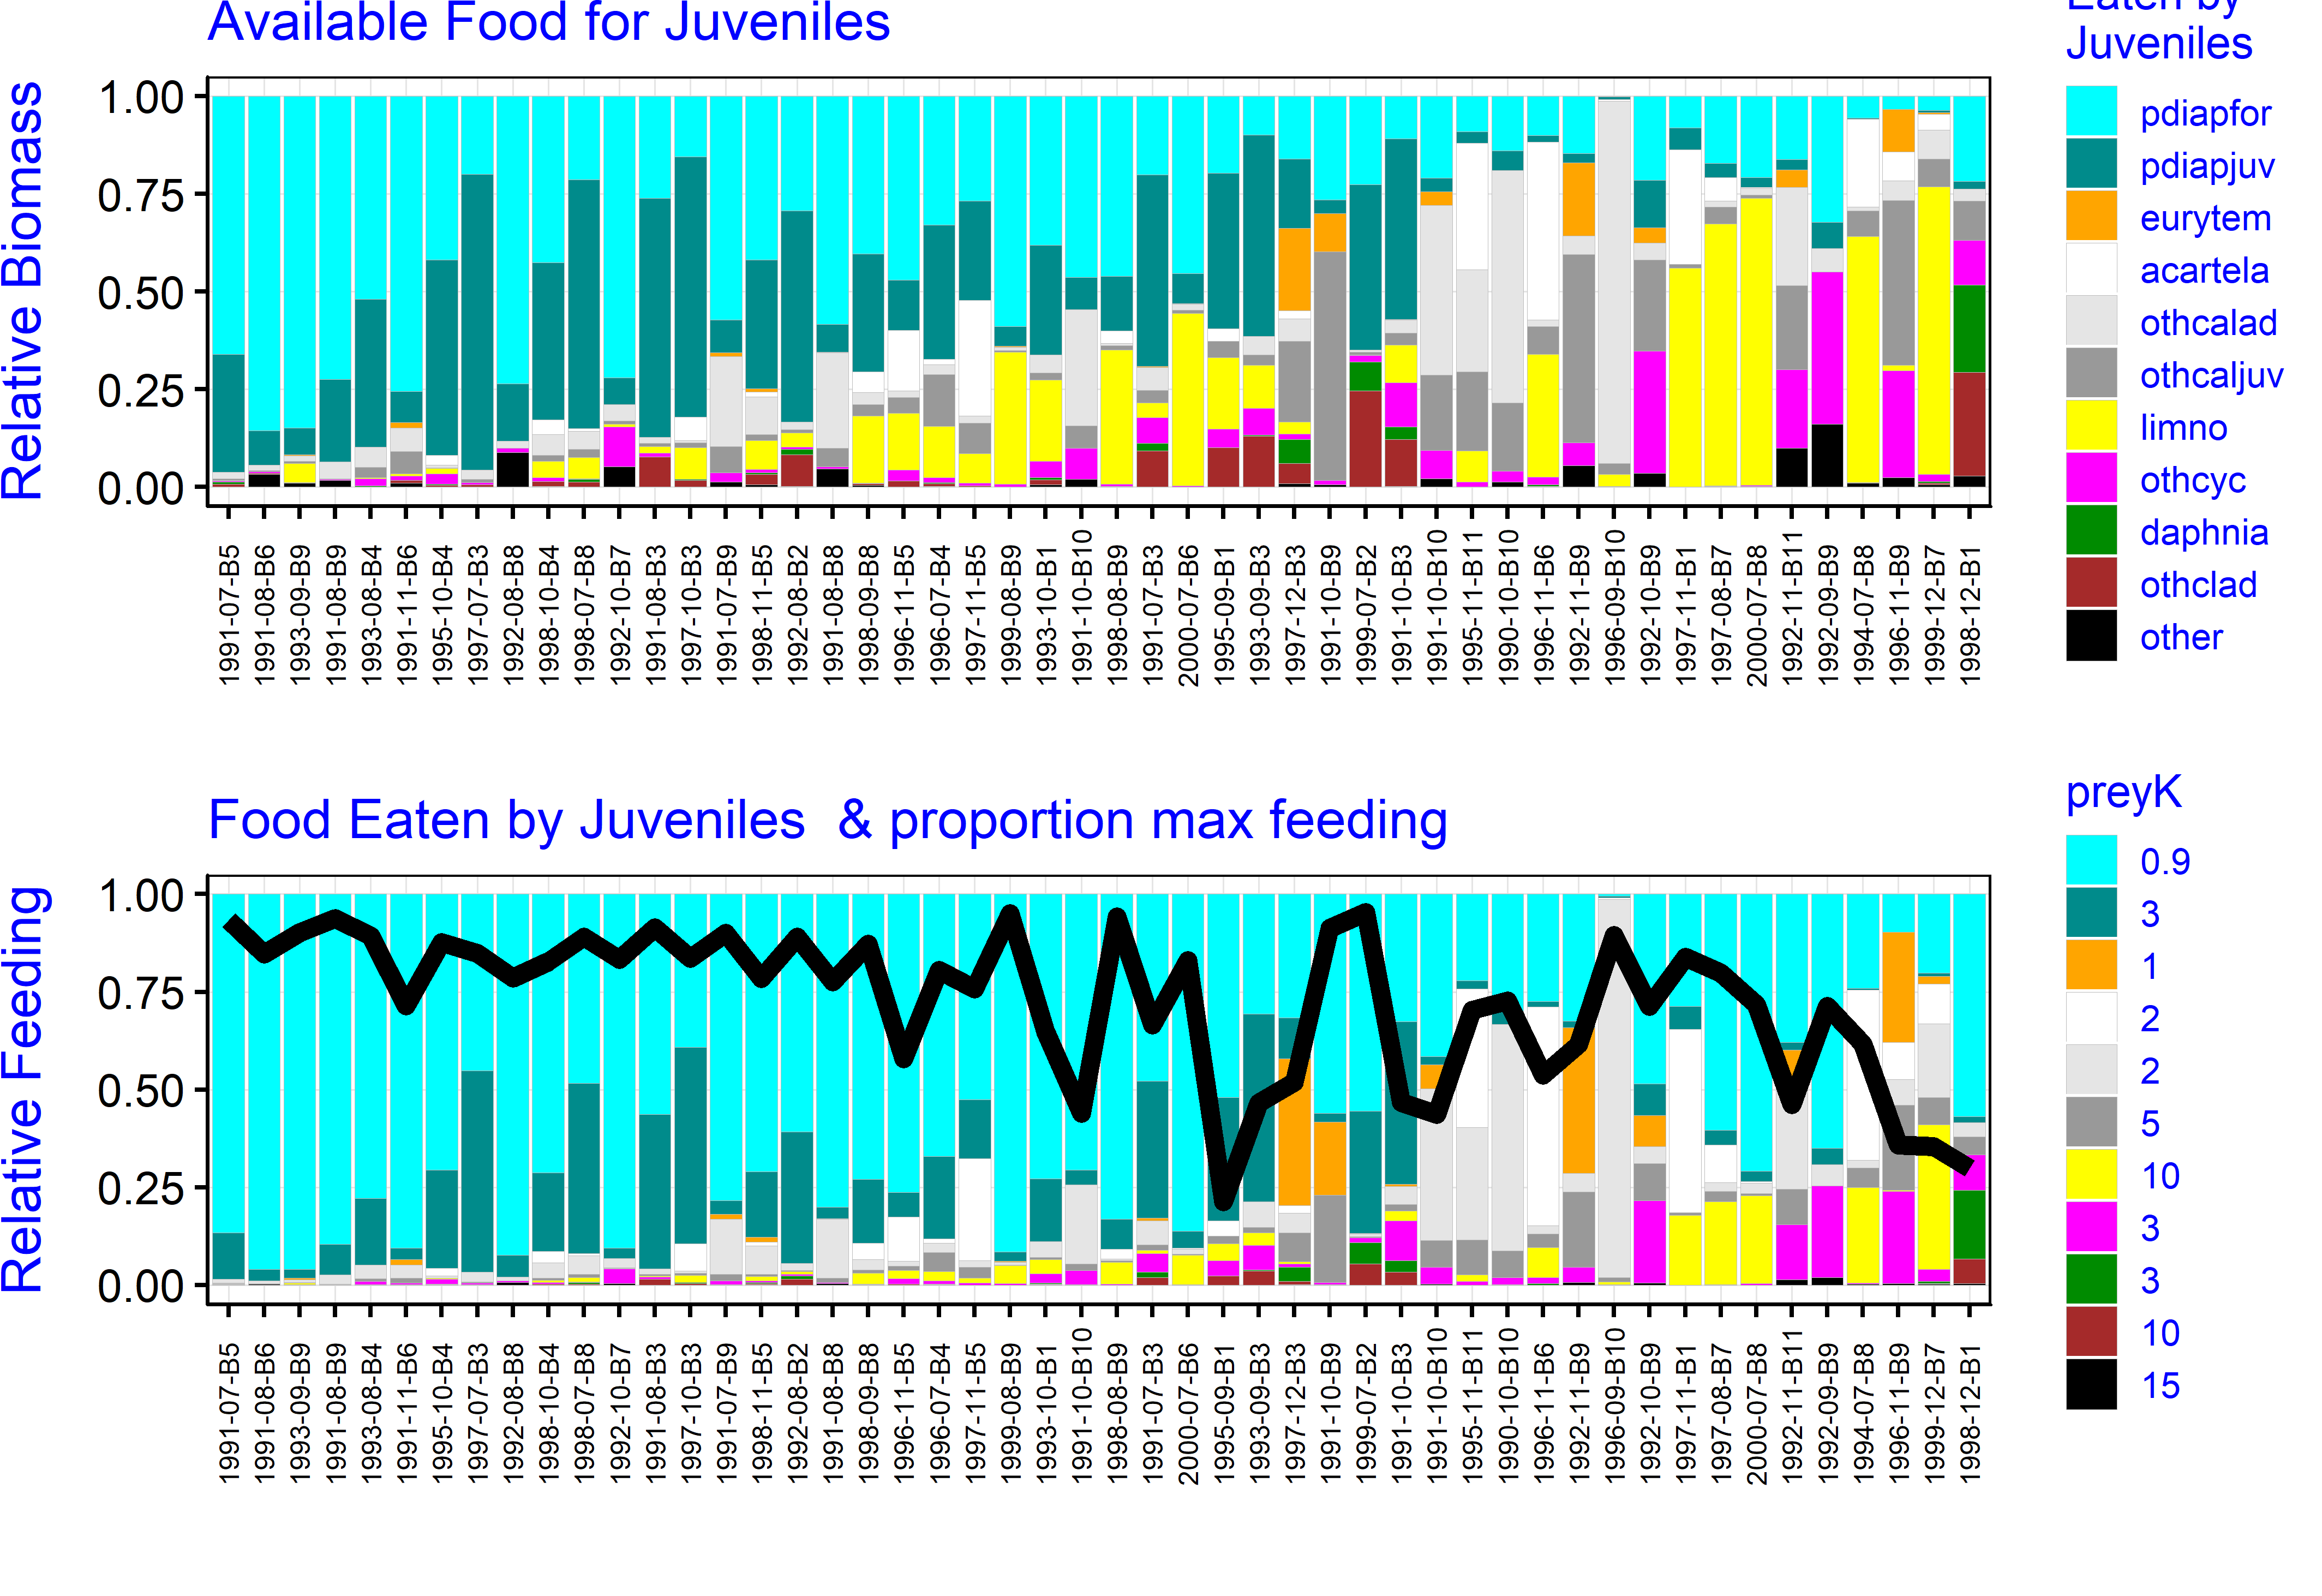 Available Food for Juveniles
Relative Biomass
1.00
0.75
0.50
0.25
0.00
1991-07-B5
1991-08-B6
1993-09-B9
1991-08-B9
1993-08-B4
1991-11-B6
1995-10-B4
1997-07-B3
1992-08-B8
1998-10-B4
1998-07-B8
1992-10-B7
1991-08-B3
1997-10-B3
1991-07-B9
1998-11-B5
1992-08-B2
1991-08-B8
1998-09-B8
1996-11-B5
1996-07-B4
1997-11-B5
1999-08-B9
1993-10-B1
1991-10-B10
1998-08-B9
1991-07-B3
2000-07-B6
1995-09-B1
1993-09-B3
1997-12-B3
1991-10-B9
1999-07-B2
1991-10-B3
1991-10-B10
1995-11-B11
1990-10-B10
1996-11-B6
1992-11-B9
1996-09-B10
1992-10-B9
1997-11-B1
1997-08-B7
2000-07-B8
1992-11-B11
1992-09-B9
1994-07-B8
1996-11-B9
1999-12-B7
1998-12-B1
Eaten by
Juveniles
pdiapfor
pdiapjuv
eurytem
acartela
othcalad
othcaljuv
limno
othcyc
daphnia
othclad
other
Food Eaten by Juveniles & proportion max feeding
Relative Feeding
1.00
0.75
0.50
0.25
0.00
1991-07-B5
1991-08-B6
1993-09-B9
1991-08-B9
1993-08-B4
1991-11-B6
1995-10-B4
1997-07-B3
1992-08-B8
1998-10-B4
1998-07-B8
1992-10-B7
1991-08-B3
1997-10-B3
1991-07-B9
1998-11-B5
1992-08-B2
1991-08-B8
1998-09-B8
1996-11-B5
1996-07-B4
1997-11-B5
1999-08-B9
1993-10-B1
1991-10-B10
1998-08-B9
1991-07-B3
2000-07-B6
1995-09-B1
1993-09-B3
1997-12-B3
1991-10-B9
1999-07-B2
1991-10-B3
1991-10-B10
1995-11-B11
1990-10-B10
1996-11-B6
1992-11-B9
1996-09-B10
1992-10-B9
1997-11-B1
1997-08-B7
2000-07-B8
1992-11-B11
1992-09-B9
1994-07-B8
1996-11-B9
1999-12-B7
1998-12-B1
preyK
0.9
3
1
2
2
5
10
3
3
10
15